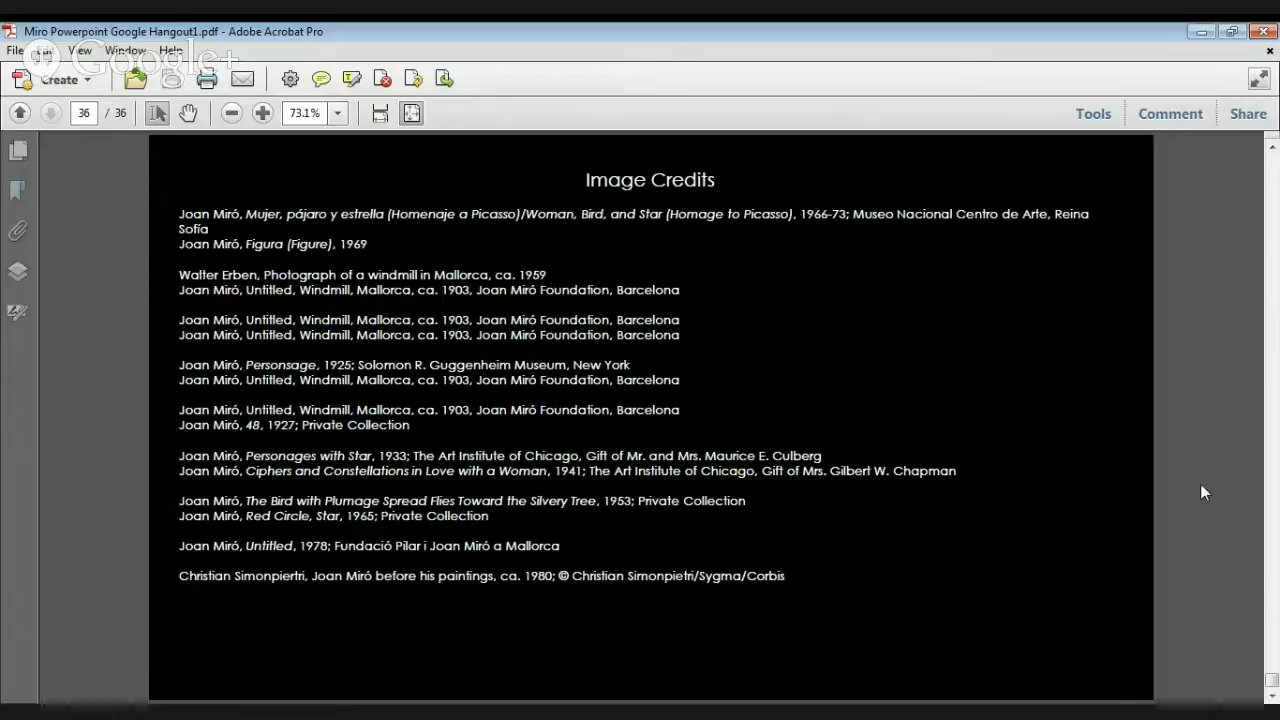 Miro Powerpoint Google Hangout1.pdf - Adobe Acrobat Pro
File Edit View Window Help
Google+
Create
36 / 36 73.1% Tools Comment Share
Image Credits
Joan Miró, Mujer, pájaro y estrella (Homenaje a Picasso)/Woman, Bird, and Star (Homage to Picasso), 1966-73; Museo Nacional Centro de Arte, Reina
Sofía
Joan Miró, Figura (Figure), 1969
Walter Erben, Photograph of a windmill in Mallorca, ca. 1959
Joan Miró, Untitled, Windmill, Mallorca, ca. 1903, Joan Miró Foundation, Barcelona
Joan Miró, Untitled, Windmill, Mallorca, ca. 1903, Joan Miró Foundation, Barcelona
Joan Miró, Untitled, Windmill, Mallorca, ca. 1903, Joan Miró Foundation, Barcelona
Joan Miró, Personsage, 1925; Solomon R. Guggenheim Museum, New York
Joan Miró, Untitled, Windmill, Mallorca, ca. 1903, Joan Miró Foundation, Barcelona
Joan Miró, Untitled, Windmill, Mallorca, ca. 1903, Joan Miró Foundation, Barcelona
Joan Miró, 48, 1927; Private Collection
Joan Miró, Personages with Star, 1933; The Art Institute of Chicago, Gift of Mr. and Mrs. Maurice E. Culberg
Joan Miró, Ciphers and Constellations in Love with a Woman, 1941; The Art Institute of Chicago, Gift of Mrs. Gilbert W. Chapman
Joan Miró, The Bird with Plumage Spread Flies Toward the Silvery Tree, 1953; Private Collection
Joan Miró, Red Circle, Star, 1965; Private Collection
Joan Miró, Untitled, 1978; Fundació Pilar i Joan Miró a Mallorca
Christian Simonpiertri, Joan Miró before his paintings, ca. 1980; © Christian Simonpietri/Sygma/Corbis